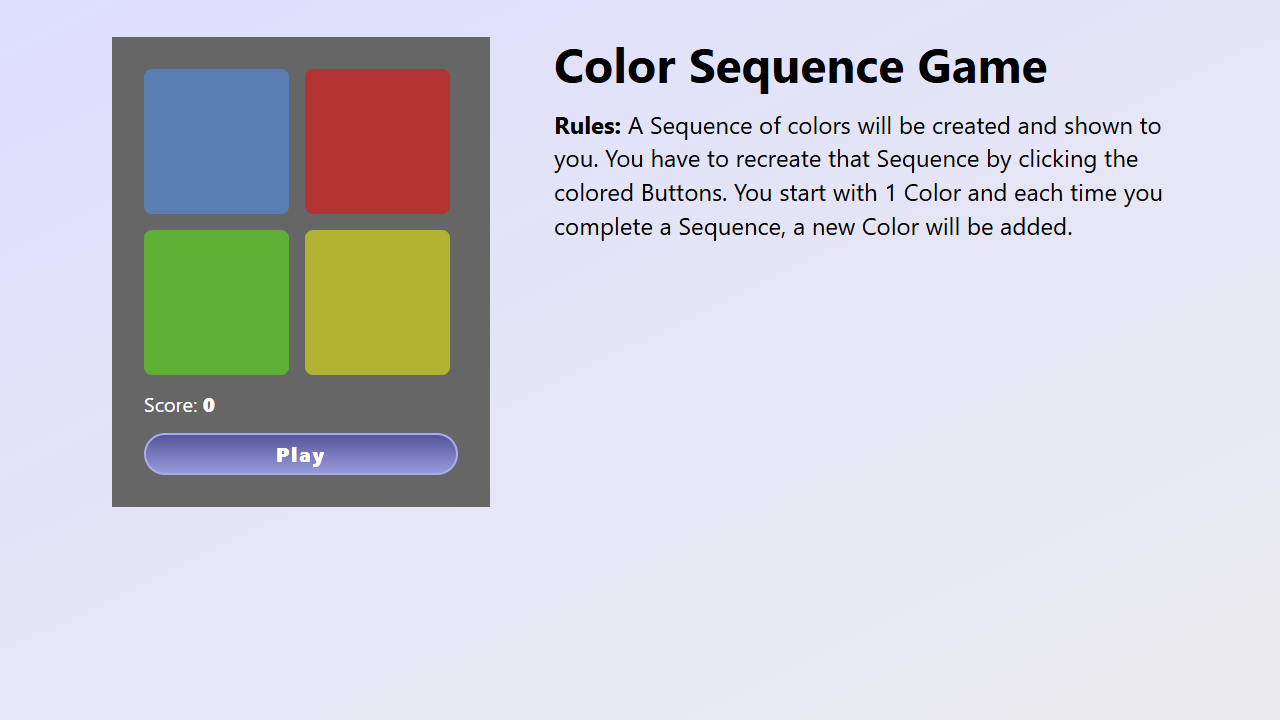 Color Sequence Game
Rules: A Sequence of colors will be created and shown to
you. You have to recreate that Sequence by clicking the
colored Buttons. You start with 1 Color and each time you
complete a Sequence, a new Color will be added.
Score: 0
Play